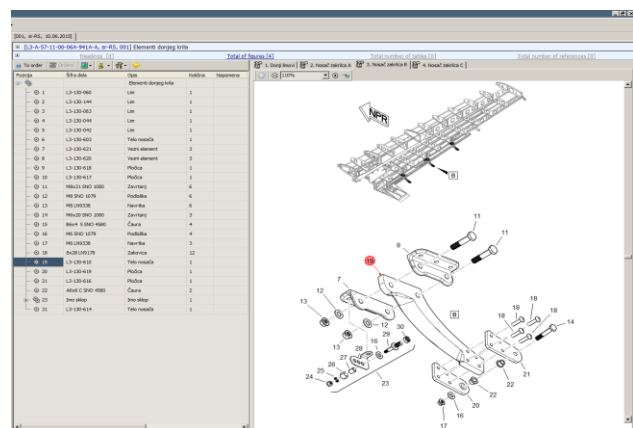 [001, sr-RS, 10.06.2015]
[L3-A-57-11-00-06A-941A-A, sr-RS, 001] Elementi donjeg krila
Headings [0]
Total of figures [4]
Total number of tables [0]
Total number of references [0]
To order
1. Donji limovi
2. Nosač zakrilca A
3. Nosač zakrilca B
4. Nosač zakrilca C
110%
Pozicija Šifra dela Opis Količina Napomena
Elementi donjeg krila
1 L3-130-060 Lim 1
2 L3-130-144 Lim 1
3 L3-130-063 Lim 1
4 L3-130-044 Lim 1
5 L3-130-042 Lim 1
6 L3-130-603 Telo nosača 1
7 L3-130-621 Vezni element 3
8 L3-130-620 Vezni element 3
9 L3-130-618 Pločica 1
10 L3-130-617 Pločica 1
11 M8x21 SNO 1080 Zavrtanj 6
12 M8 SNO 1076 Podloška 6
13 M8 LN9338 Navrtka 6
14 M6x20 SNO 1080 Zavrtanj 3
15 B6x4 S SNO 4580 Čaura 4
16 M6 SNO 1076 Podloška 4
17 M6 LN9338 Navrtka 3
18 6x28 LN9178 Zakovica 12
19 L3-130-610 Telo nosača 1
20 L3-130-619 Pločica 1
21 L3-130-616 Pločica 1
22 A6x6 C SNO 4580 Čaura 2
23 Ime sklop Ime sklop 1
31 L3-130-614 Telo nosača 1
NPR
B
11
11
8
19
7
12
13
12
13
B
30
29
16
28
27
26
25
24
23
18
18
18
18
14
21
22
22
20
16
17